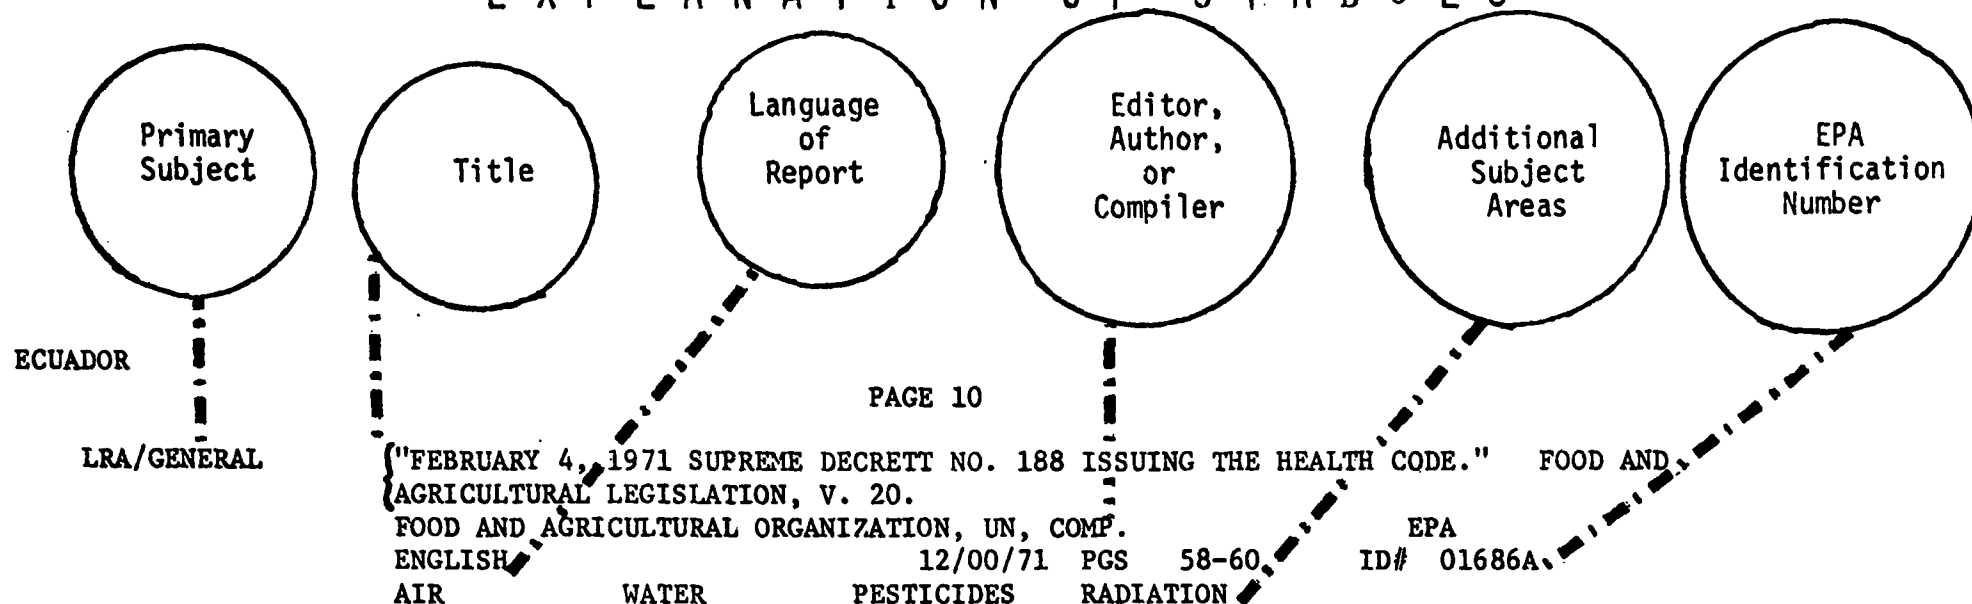 Primary
Subject
Title
Language
of
Report
Editor,
Author,
or
Compiler
Additional
Subject
Areas
EPA
Identification
Number
ECUADOR
PAGE 10
LRA/GENERAL
"FEBRUARY 4, 1971 SUPREME DECRETT NO. 188 ISSUING THE HEALTH CODE." FOOD AND
AGRICULTURAL LEGISLATION, V. 20.
FOOD AND AGRICULTURAL ORGANIZATION, UN, COMP. EPA
ENGLISH 12/00/71 PGS 58-60 ID# 01686A
AIR WATER PESTICIDES RADIATION